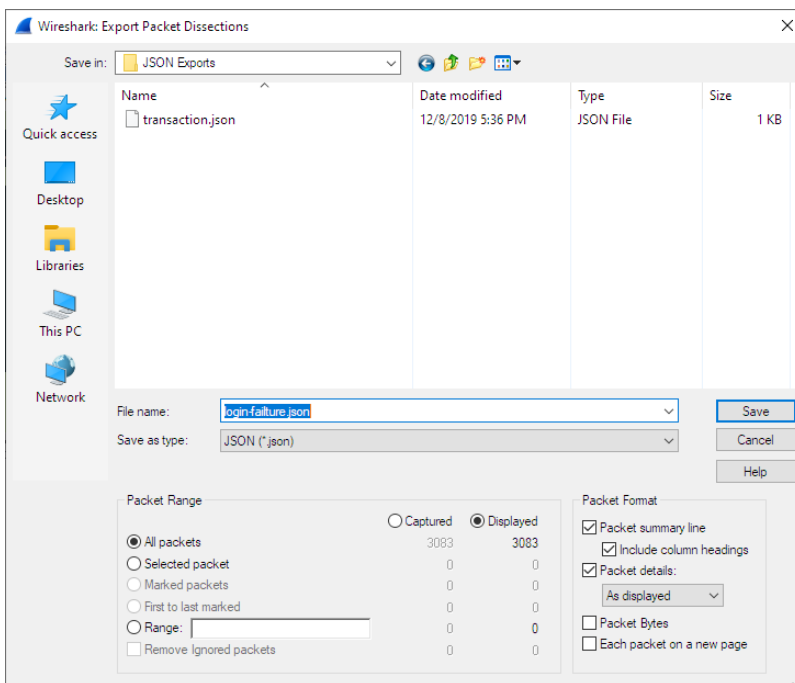 Wireshark: Export Packet Dissections
Save in: JSON Exports
Name Date modified Type Size
transaction.json 12/8/2019 5:36 PM JSON File 1 KB
Quick access
Desktop
Libraries
This PC
Network
File name: login-failture.json Save
Save as type: JSON (*.json) Cancel
Help
Packet Range Packet Format
Captured Displayed Packet summary line
All packets 3083 3083 Include column headings
Selected packet 0 0 Packet details:
Marked packets 0 0 As displayed
First to last marked 0 0
Range: 0 0 Packet Bytes
Remove Ignored packets 0 0 Each packet on a new page